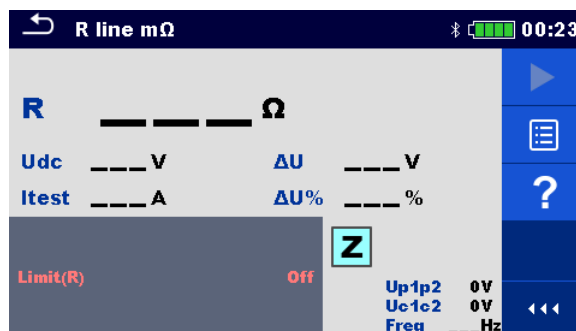 R line mΩ 00:23
R _ _ _ Ω
Udc _ _ _ V ΔU _ _ _ V
Itest _ _ _ A ΔU% _ _ _ %
?
Z
Limit(R) Off
Up1p2 0V
Uc1c2 0V
Freq _ _ _ Hz